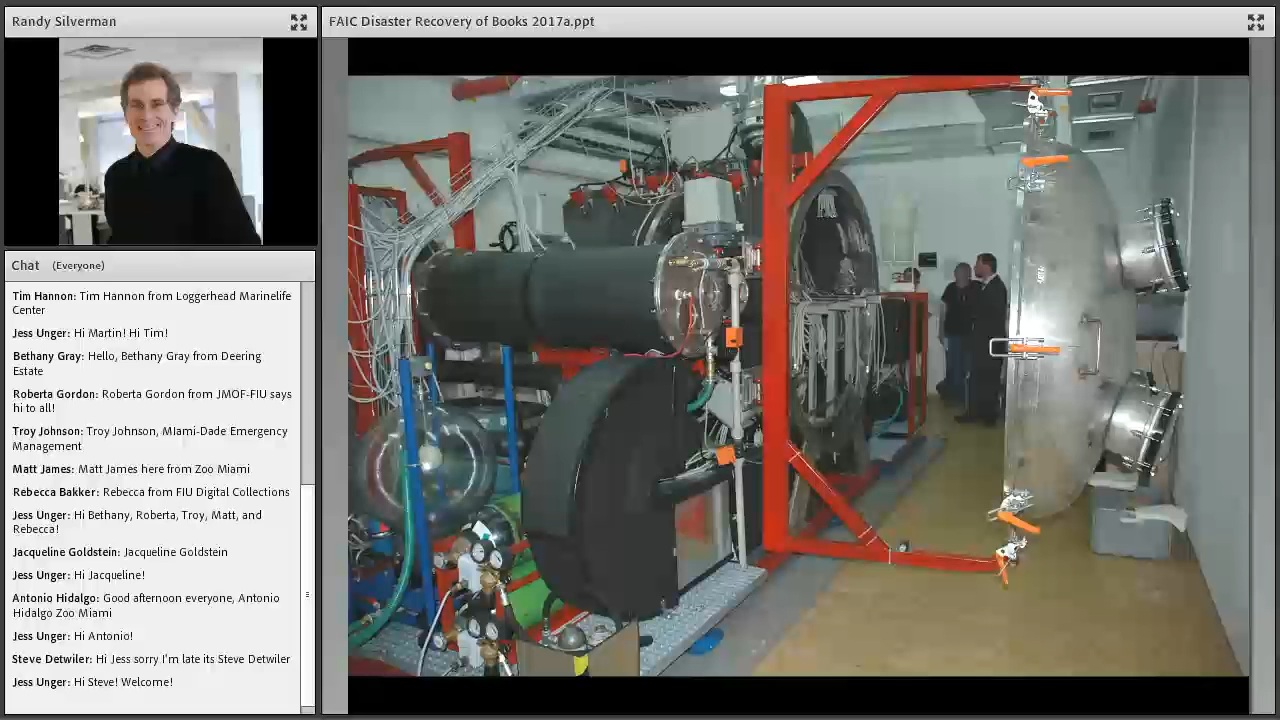 Randy Silverman
FAIC Disaster Recovery of Books 2017a.ppt
Chat (Everyone)
Tim Hannon: Tim Hannon from Loggerhead Marinelife
Center
Jess Unger: Hi Martin! Hi Tim!
Bethany Gray: Hello, Bethany Gray from Deering
Estate
Roberta Gordon: Roberta Gordon from JMOF-FIU says
hi to all!
Troy Johnson: Troy Johnson, MIami-Dade Emergency
Management
Matt James: Matt James here from Zoo Miami
Rebecca Bakker: Rebecca from FIU Digital Collections
Jess Unger: Hi Bethany, Roberta, Troy, Matt, and
Rebecca!
Jacqueline Goldstein: Jacqueline Goldstein
Jess Unger: Hi Jacqueline!
Antonio Hidalgo: Good afternoon everyone, Antonio
Hidalgo Zoo Miami
Jess Unger: Hi Antonio!
Steve Detwiler: Hi Jess sorry I'm late its Steve Detwiler
Jess Unger: Hi Steve! Welcome!